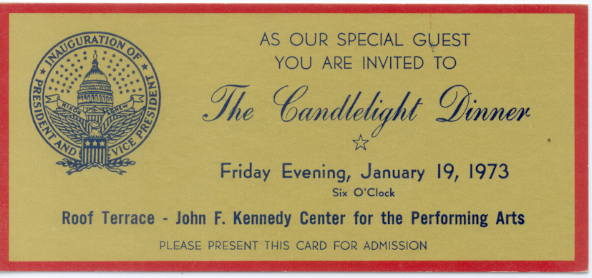 INAUGURATION OF
PRESIDENT AND VICE PRESIDENT
AS OUR SPECIAL GUEST
YOU ARE INVITED TO
The Candlelight Dinner
Friday Evening, January 19, 1973
Six O'Clock
Roof Terrace - John F. Kennedy Center for the Performing Arts
PLEASE PRESENT THIS CARD FOR ADMISSION